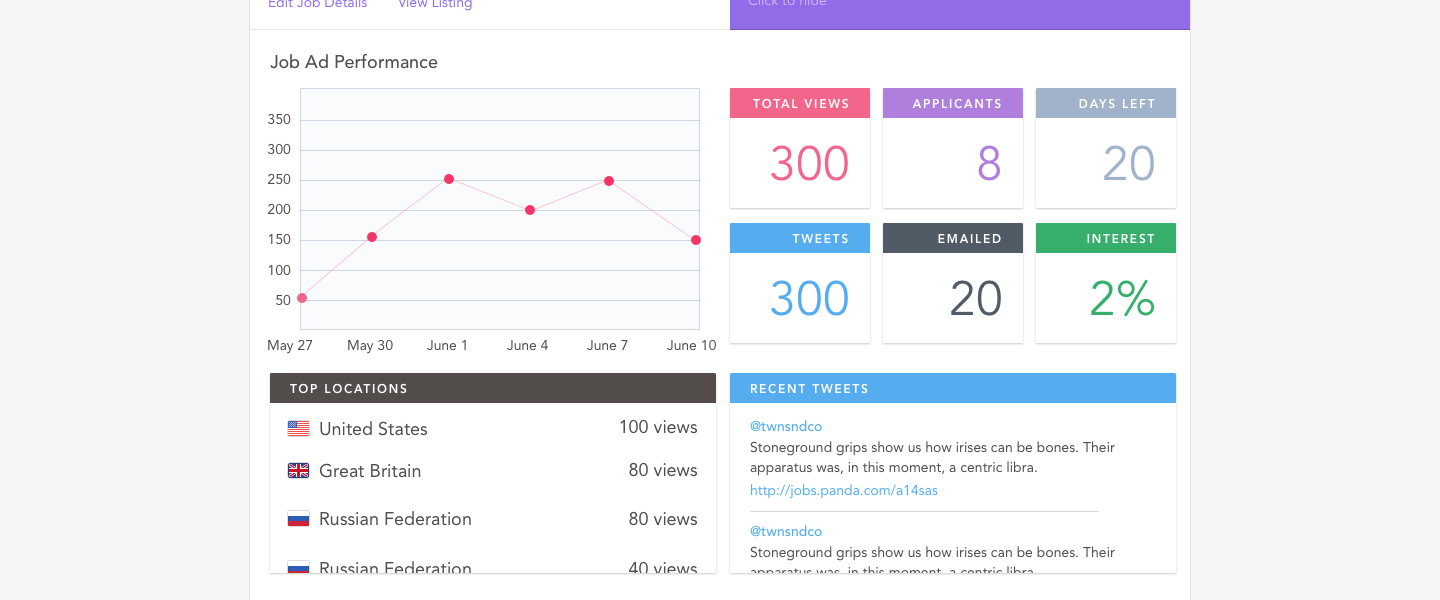 Edit Job Details View Listing
Click to hide
Job Ad Performance
350
300
250
200
150
100
50
May 27 May 30 June 1 June 4 June 7 June 10
TOTAL VIEWS
300
APPLICANTS
8
DAYS LEFT
20
TWEETS
300
EMAILED
20
INTEREST
2%
TOP LOCATIONS
United States 100 views
Great Britain 80 views
Russian Federation 80 views
Russian Federation 40 views
RECENT TWEETS
@twnsndco
Stoneground grips show us how irises can be bones. Their
apparatus was, in this moment, a centric libra.
http://jobs.panda.com/a14sas
@twnsndco
Stoneground grips show us how irises can be bones. Their
apparatus was, in this moment, a centric libra.